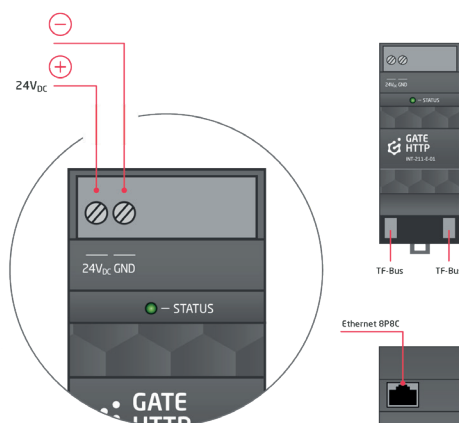 −
+
24VDC
24VDC GND
STATUS
GATE
HTTP
24VDC GND
STATUS
GATE
HTTP
INT-211-E-01
TF-Bus TF-Bus
Ethernet 8P8C